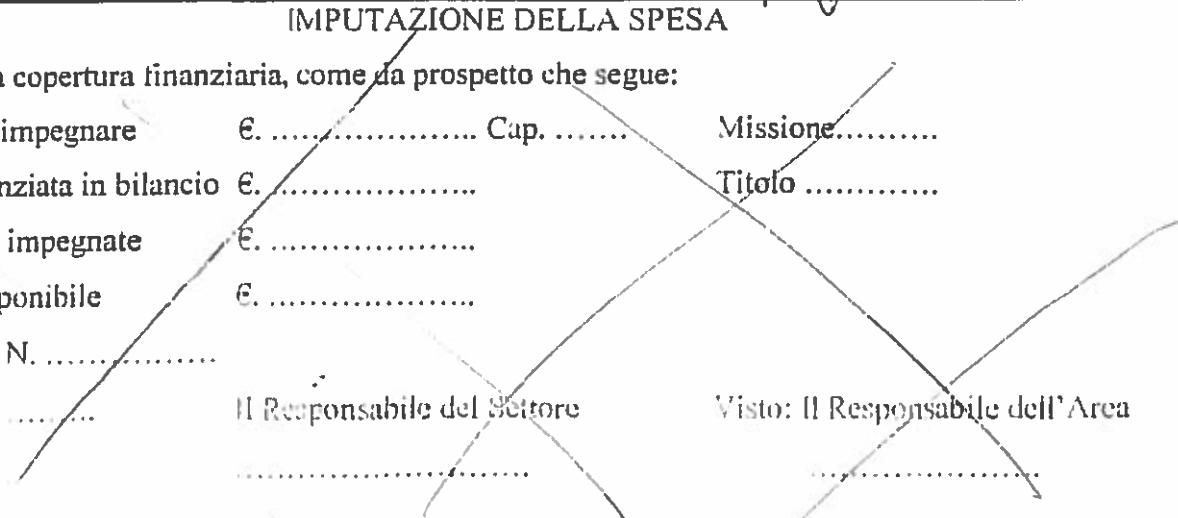 IMPUTAZIONE DELLA SPESA
copertura finanziaria, come da prospetto che segue:
impegnare €. ...................... Cap. ....... Missione..........
nziata in bilancio €. ...................... Titolo .............
impegnate €. ......................
ponibile €. ......................
N. .................
......... Il Responsabile del Settore Visto: Il Responsabile dell'Area
............................... ........................